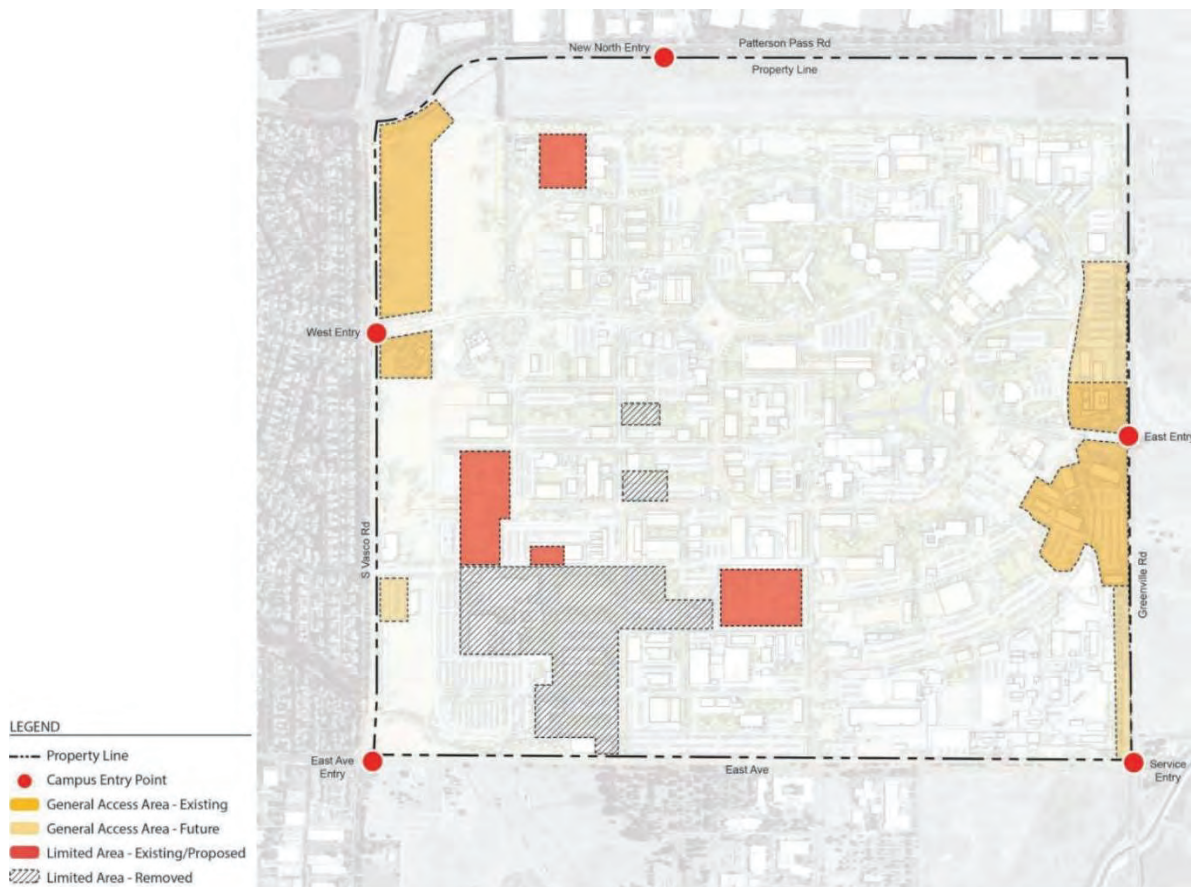 New North Entry
Patterson Pass Rd
Property Line
West Entry
East Entry
S Vasco Rd
Greenville Rd
East Ave
Entry
East Ave
Service
Entry
LEGEND
Property Line
Campus Entry Point
General Access Area - Existing
General Access Area - Future
Limited Area - Existing/Proposed
Limited Area - Removed